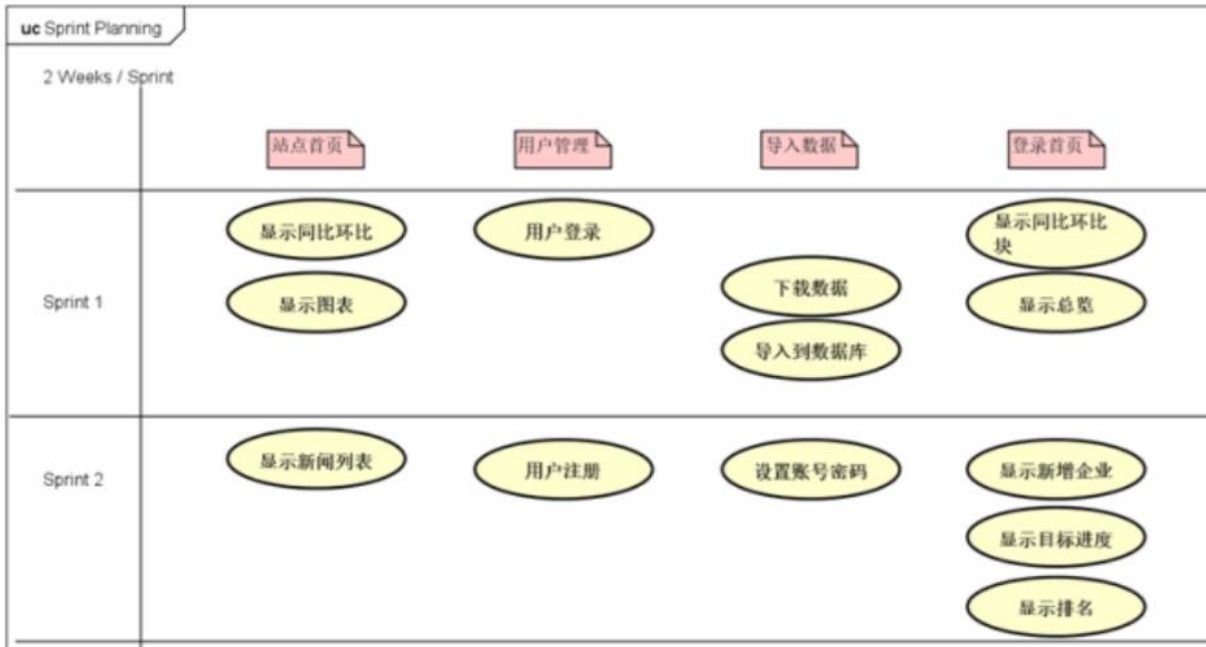 uc Sprint Planning
2 Weeks / Sprint
站点首页
用户管理
导入数据
登录首页
Sprint 1
显示同比环比
用户登录
显示同比环比
块
下载数据
显示图表
显示总览
导入到数据库
Sprint 2
显示新闻列表
用户注册
设置账号密码
显示新增企业
显示目标进度
显示排名